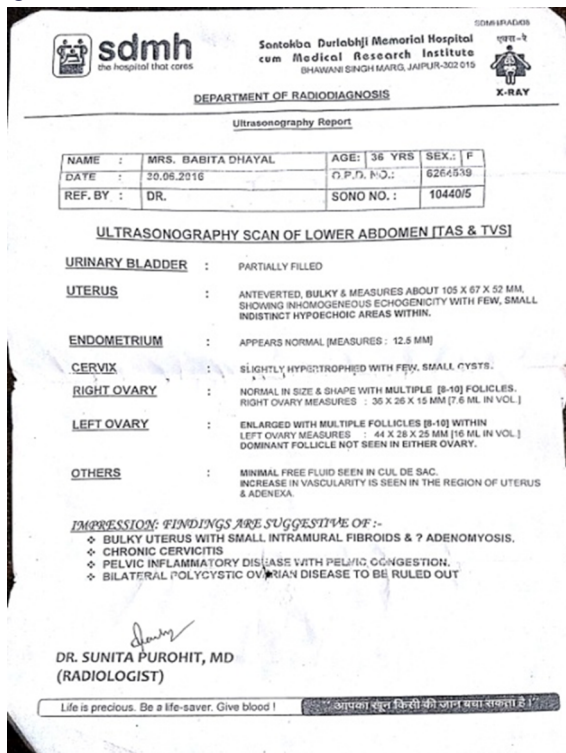 SDMH/RAD/08
sdmh
the hospital that cares
Santokba Durlabhji Memorial Hospital
cum Medical Research Institute
BHAWANI SINGH MARG, JAIPUR-302 015
एक्स-रे
X-RAY
DEPARTMENT OF RADIODIAGNOSIS
Ultrasonography Report
NAME : MRS. BABITA DHAYAL AGE: 36 YRS SEX.: F
DATE : 20.06.2016 O.P.D. NO.: 6264539
REF. BY : DR. SONO NO. : 10440/5
ULTRASONOGRAPHY SCAN OF LOWER ABDOMEN [TAS & TVS]
URINARY BLADDER : PARTIALLY FILLED
UTERUS : ANTEVERTED, BULKY & MEASURES ABOUT 105 X 67 X 52 MM,
SHOWING INHOMOGENEOUS ECHOGENICITY WITH FEW, SMALL
INDISTINCT HYPOECHOIC AREAS WITHIN.
ENDOMETRIUM : APPEARS NORMAL [MEASURES : 12.5 MM]
CERVIX : SLIGHTLY HYPERTROPHIED WITH FEW, SMALL CYSTS.
RIGHT OVARY : NORMAL IN SIZE & SHAPE WITH MULTIPLE [8-10] FOLICLES.
RIGHT OVARY MEASURES : 36 X 26 X 15 MM [7.6 ML IN VOL.]
LEFT OVARY : ENLARGED WITH MULTIPLE FOLLICLES [8-10] WITHIN
LEFT OVARY MEASURES : 44 X 28 X 25 MM [16 ML IN VOL.]
DOMINANT FOLLICLE NOT SEEN IN EITHER OVARY.
OTHERS : MINIMAL FREE FLUID SEEN IN CUL DE SAC.
INCREASE IN VASCULARITY IS SEEN IN THE REGION OF UTERUS
& ADENEXA.
IMPRESSION: FINDINGS ARE SUGGESTIVE OF :-
❖ BULKY UTERUS WITH SMALL INTRAMURAL FIBROIDS & ? ADENOMYOSIS.
❖ CHRONIC CERVICITIS
❖ PELVIC INFLAMMATORY DISEASE WITH PELVIC CONGESTION.
❖ BILATERAL POLYCYSTIC OVARIAN DISEASE TO BE RULED OUT
DR. SUNITA PUROHIT, MD
(RADIOLOGIST)
Life is precious. Be a life-saver. Give blood !
"आपका खून किसी की जान बचा सकता है !"